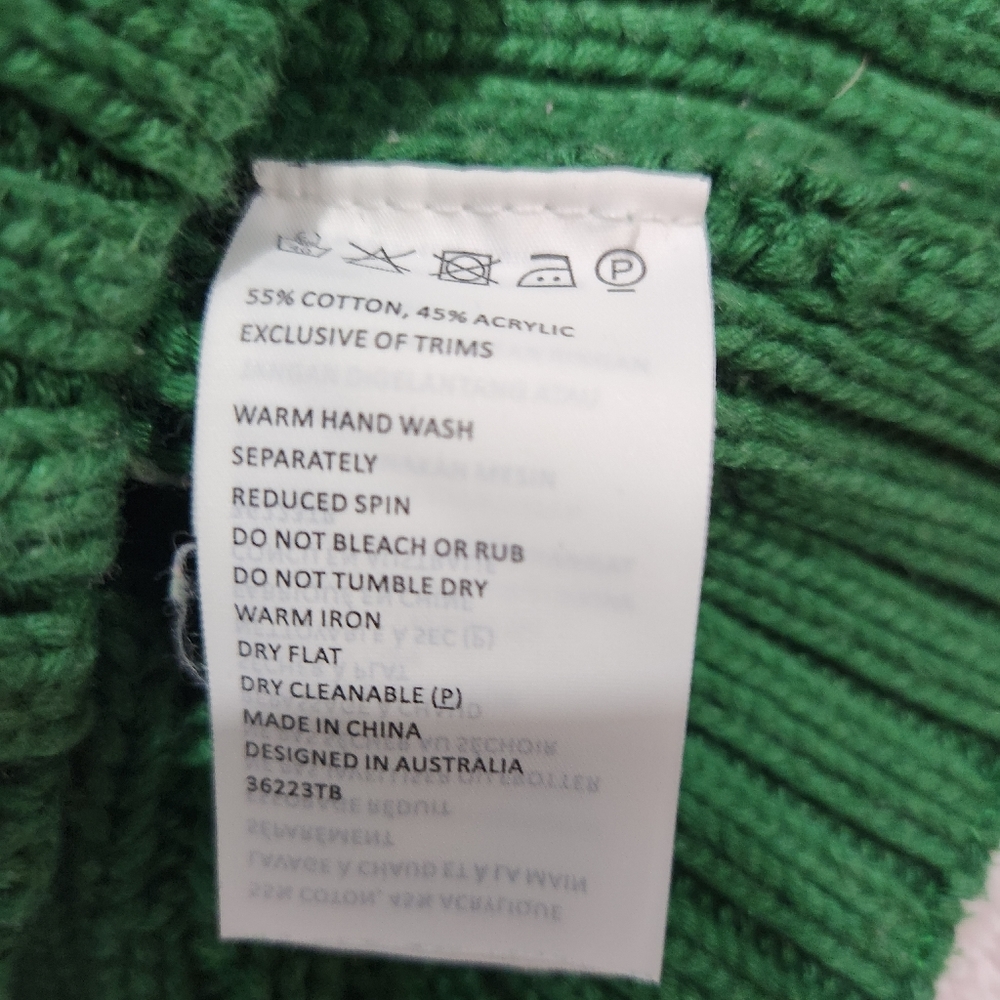 P
55% COTTON, 45% ACRYLIC
EXCLUSIVE OF TRIMS
WARM HAND WASH
SEPARATELY
REDUCED SPIN
DO NOT BLEACH OR RUB
DO NOT TUMBLE DRY
WARM IRON
DRY FLAT
DRY CLEANABLE (P)
MADE IN CHINA
DESIGNED IN AUSTRALIA
36223TB